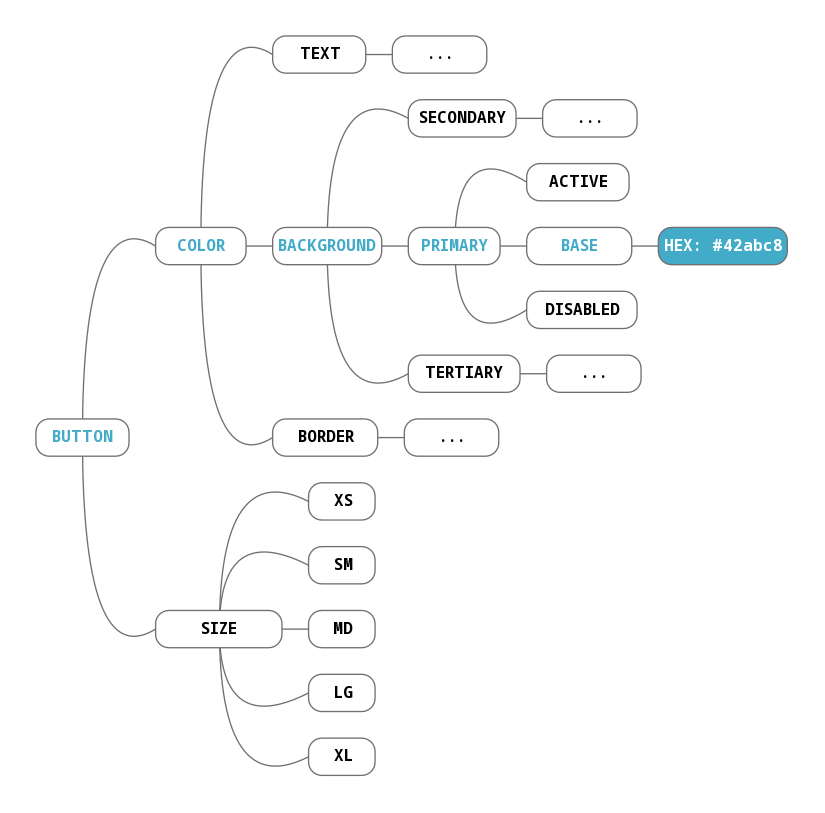 TEXT
...
SECONDARY
...
ACTIVE
COLOR
BACKGROUND
PRIMARY
BASE
HEX: #42abc8
DISABLED
TERTIARY
...
BUTTON
BORDER
...
XS
SM
SIZE
MD
LG
XL